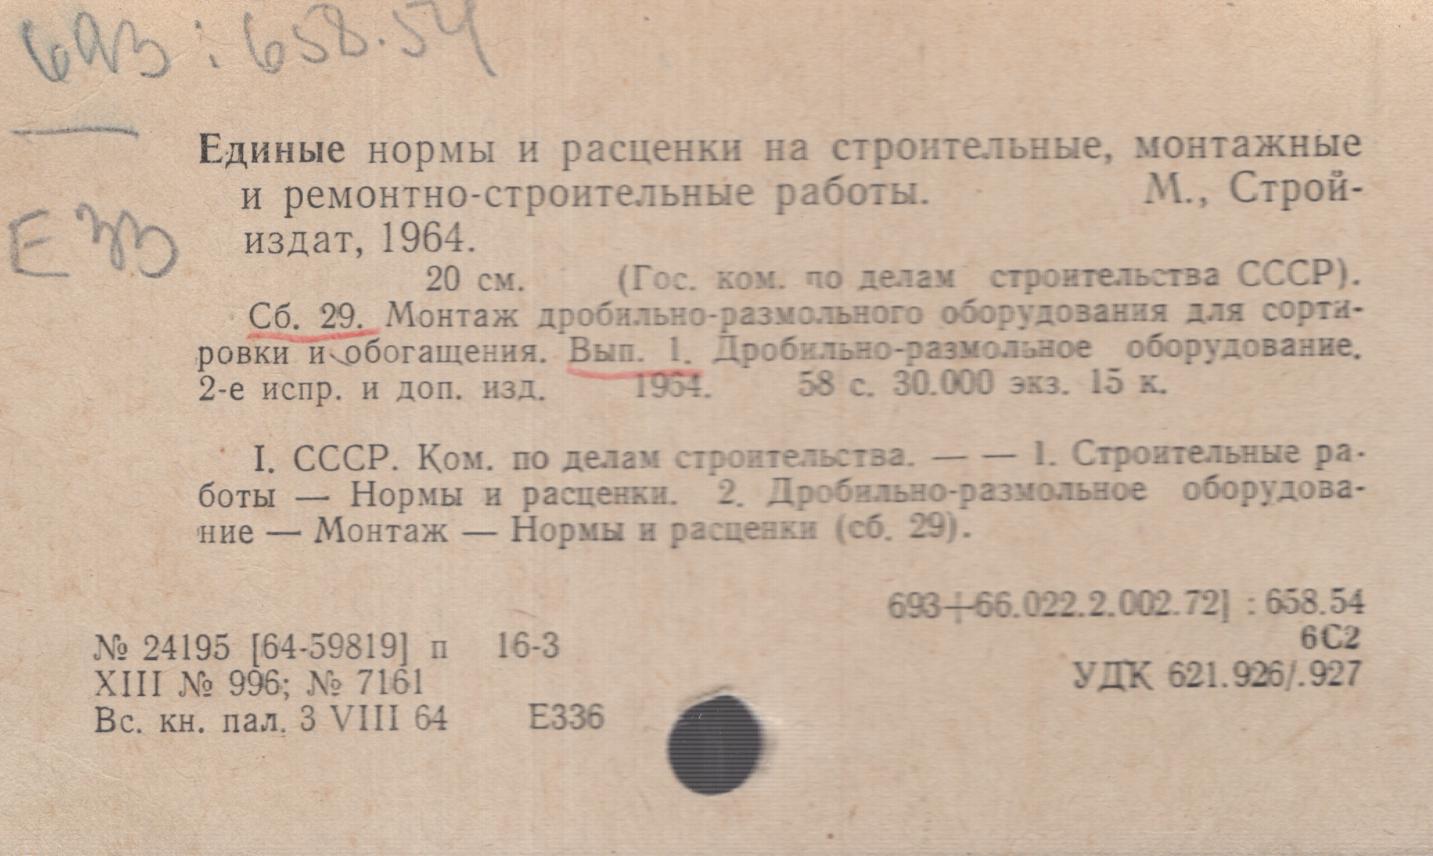 693 : 658.54
Единые нормы и расценки на строительные, монтажные
и ремонтно-строительные работы. М., Строй-
Е 33
издат, 1964.
20 см. (Гос. ком. по делам строительства СССР).
Сб. 29. Монтаж дробильно-размольного оборудования для сорти-
ровки и обогащения. Вып. 1. Дробильно-размольное оборудование.
2-е испр. и доп. изд. 1964. 58 с. 30.000 экз. 15 к.
I. СССР. Ком. по делам строительства. — — 1. Строительные ра-
боты — Нормы и расценки. 2. Дробильно-размольное оборудова-
ние — Монтаж — Нормы и расценки (сб. 29).
693+66.022.2.002.72] : 658.54
6С2
№ 24195 [64-59819] п 16-3
УДК 621.926/.927
XIII № 996; № 7161
Вс. кн. пал. 3 VIII 64 Е336